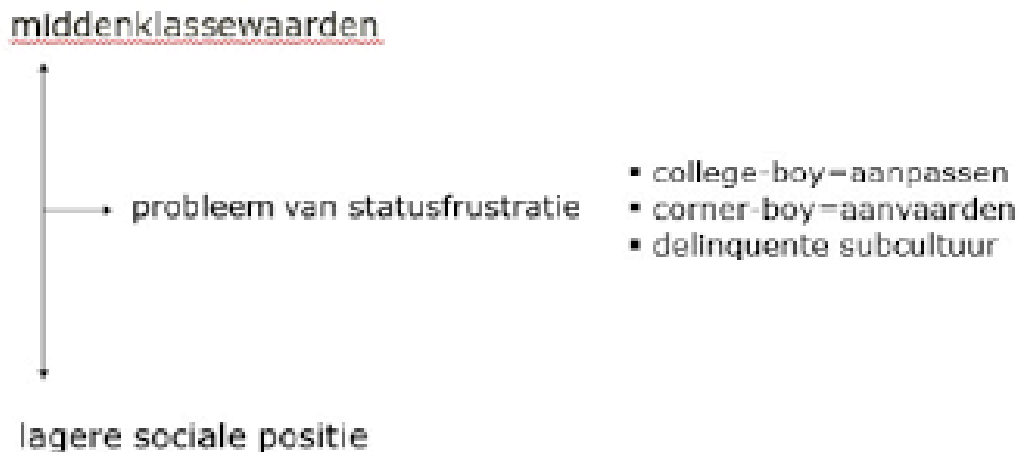 middenklassewaarden
probleem van statusfrustratie
▪ college-boy=aanpassen
▪ corner-boy=aanvaarden
▪ delinquente subcultuur
lagere sociale positie